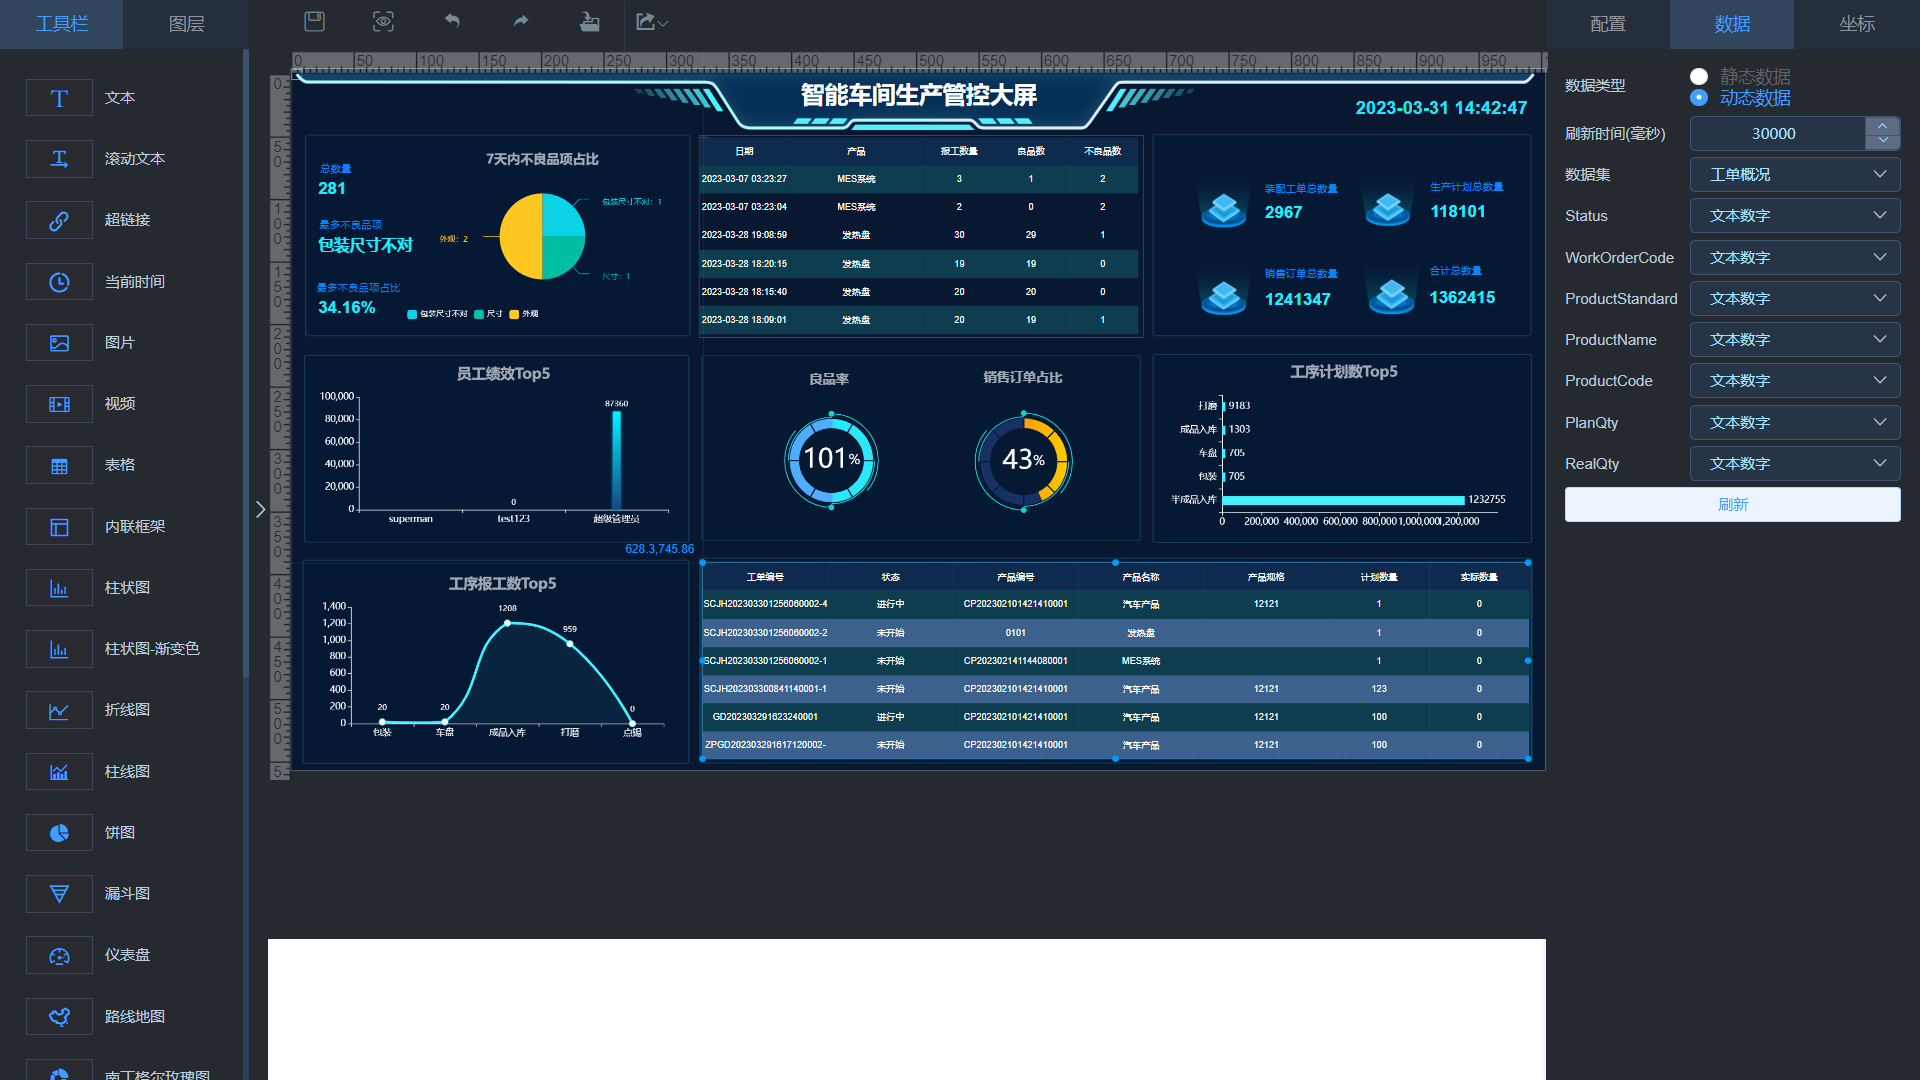 工具栏
图层
配置
数据
坐标
文本
滚动文本
超链接
当前时间
图片
视频
表格
内联框架
柱状图
柱状图-渐变色
折线图
柱线图
饼图
漏斗图
仪表盘
路线地图
南丁格尔玫瑰图
0 50 100 150 200 250 300 350 400 450 500 550 600 650 700 750 800 850 900 950
智能车间生产管控大屏
2023-03-31 14:42:47
总数量
281
最多不良品项
包装尺寸不对
最多不良品项占比
34.16%
7天内不良品项占比
包装尺寸不对：1
外观：2
尺寸：1
包装尺寸不对 尺寸 外观
日期 产品 报工数量 良品数 不良品数
2023-03-07 03:23:27 MES系统 3 1 2
2023-03-07 03:23:04 MES系统 2 0 2
2023-03-28 19:08:59 发热盘 30 29 1
2023-03-28 18:20:15 发热盘 19 19 0
2023-03-28 18:15:40 发热盘 20 20 0
2023-03-28 18:09:01 发热盘 20 19 1
装配工单总数量
2967
生产计划总数量
118101
销售订单总数量
1241347
合计总数量
1362415
员工绩效Top5
100,000
80,000
60,000
40,000
20,000
0
87360
0
superman test123 超级管理员
628.3,745.86
良品率
101%
销售订单占比
43%
工序计划数Top5
打磨 9183
成品入库 1303
车盘 705
包装 705
半成品入库 1232755
0 200,000 400,000 600,000 800,000 1,000,000 1,200,000
工序报工数Top5
1,400
1,200
1,000
800
600
400
200
0
20 20 1208 959 0
包装 车盘 成品入库 打磨 点锡
工单编号 状态 产品编号 产品名称 产品规格 计划数量 实际数量
SCJH202303301256060002-4 进行中 CP202302101421410001 汽车产品 12121 1 0
SCJH202303301256060002-2 未开始 0101 发热盘 1 0
SCJH202303301256060002-1 未开始 CP202302141144080001 MES系统 1 0
SCJH202303300841140001-1 未开始 CP202302101421410001 汽车产品 12121 123 0
GD202303291623240001 进行中 CP202302101421410001 汽车产品 12121 100 0
ZPGD202303291617120002- 未开始 CP202302101421410001 汽车产品 12121 100 0
数据类型
静态数据
动态数据
刷新时间(毫秒) 30000
数据集 工单概况
Status 文本数字
WorkOrderCode 文本数字
ProductStandard 文本数字
ProductName 文本数字
ProductCode 文本数字
PlanQty 文本数字
RealQty 文本数字
刷新